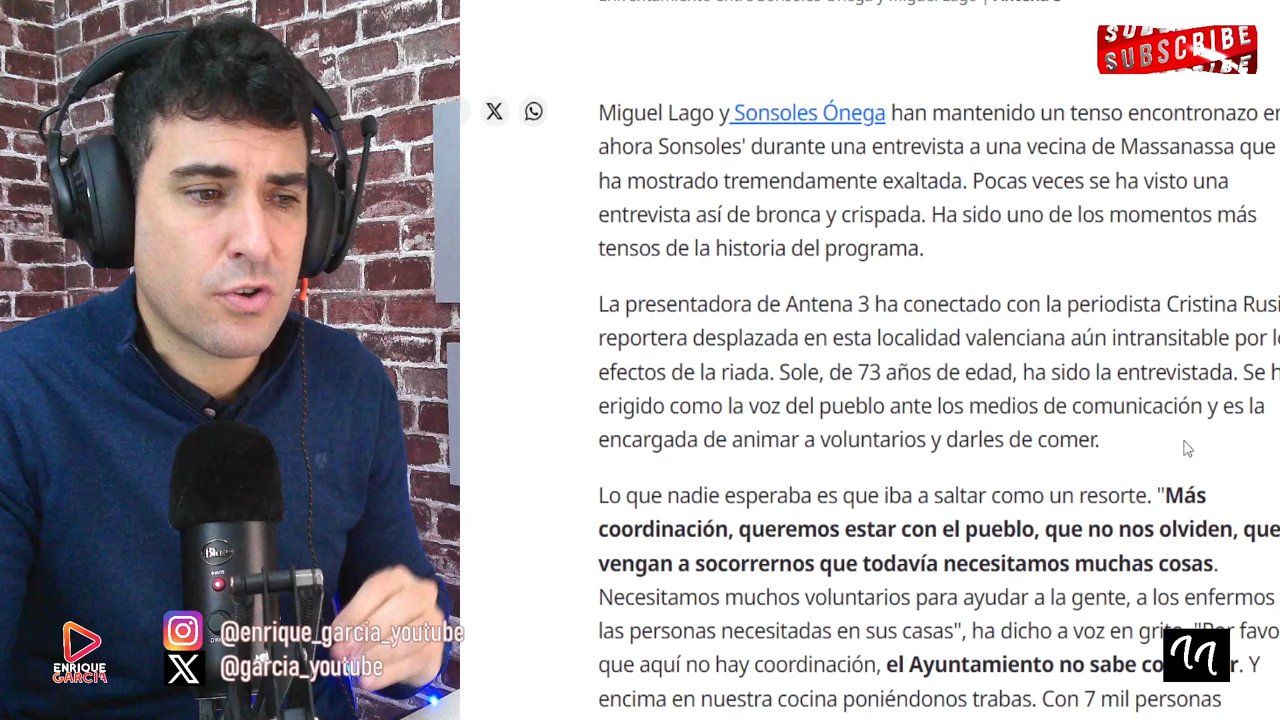 SUBSCRIBE
Miguel Lago y Sonsoles Ónega han mantenido un tenso encontronazo en
ahora Sonsoles' durante una entrevista a una vecina de Massanassa que
ha mostrado tremendamente exaltada. Pocas veces se ha visto una
entrevista así de bronca y crispada. Ha sido uno de los momentos más
tensos de la historia del programa.
La presentadora de Antena 3 ha conectado con la periodista Cristina
reportera desplazada en esta localidad valenciana aún intransitable por
efectos de la riada. Sole, de 73 años de edad, ha sido la entrevistada. Se
erigido como la voz del pueblo ante los medios de comunicación y es la
encargada de animar a voluntarios y darles de comer.
Lo que nadie esperaba es que iba a saltar como un resorte. "Más
coordinación, queremos estar con el pueblo, que no nos olviden, que
vengan a socorrernos que todavía necesitamos muchas cosas.
Necesitamos muchos voluntarios para ayudar a la gente, a los enfermos
las personas necesitadas en sus casas", ha dicho a voz en grito. "Por
que aquí no hay coordinación, el Ayuntamiento no sabe. Y
encima en nuestra cocina poniéndonos trabas. Con 7 mil personas
Blue
ENRIQUE
GARCIA
@enrique_garcia_youtube
@garcia_youtube